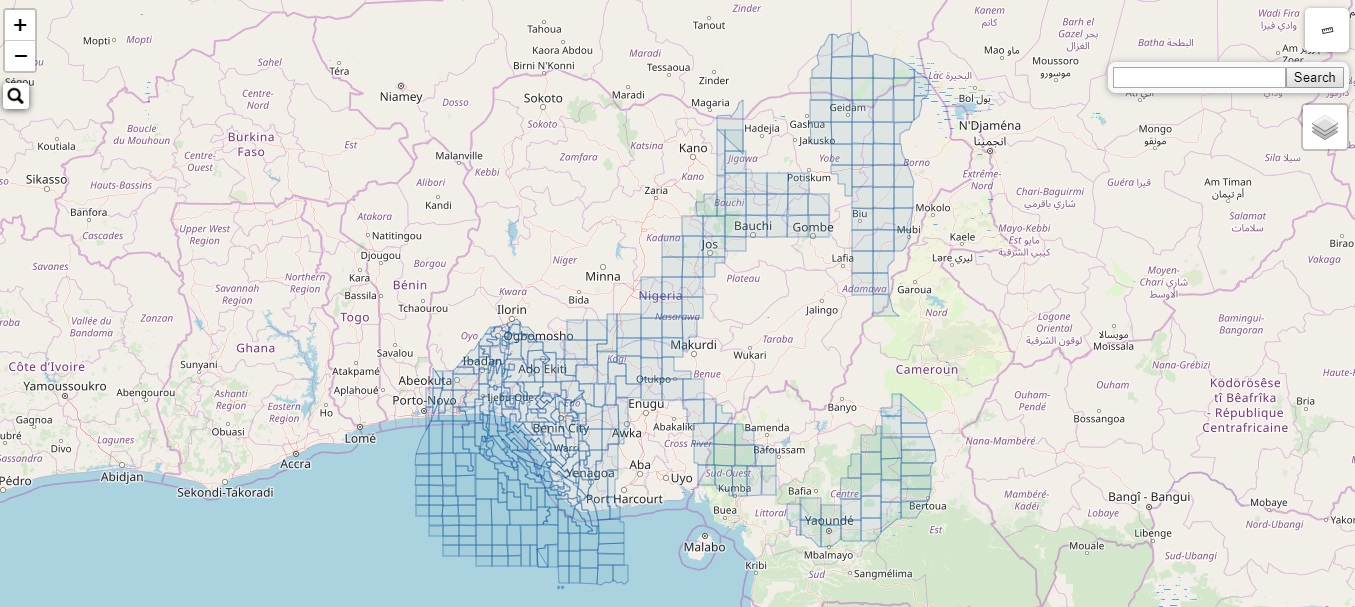 Zinder
Tahoua
Tanout
Kanem
كانم
Barh el
Gazel بحر
الغزال
Wadi Fira
وادي فيرا
+
−
Mopti
Mopti
Kaora Abdou
Birni N'Konni
Maradi
Tessaoua
Mao ماو
Moussoro
موسورو
Batha البطحة
Sahel
Téra
Zinder
Lac البحيرة
Search
Centre-
Nord
Niamey
Dosso
Sokoto
Maradi
Magaria
Geidam
Bol بول
Boucle
du Mouhoun
Sokoto
Hadejia
Gashua
N'Djaména
انجمينا
Mongo
مونقو
Koutiala
Burkina
Faso
Est
Katsina
Kano
Jakusko
Sikasso
Centre-
Ouest
Malanville
Zamfara
Jigawa
Yobe
Borno
Sila سيلا
Hauts-Bassins
Alibori
Kebbi
Kano
Potiskum
Extrême-
Nord
Guéra قيرا
Am Timan
أم تيمان
Banfora
Kandi
Zaria
Bauchi
Chari-Baguirmi
شاري باقرمي
Cascades
Upper West
Region
Atakora
Natitingou
Kaduna
Bauchi
Gombe
Biu
Mokolo
Mayo-Kebbi
Est مايو كيبي
الشرقية
Salamat
سلامات
Savanes
Djougou
Borgou
Niger
Jos
Lafia
Mubi
Kaele
Lere ليري
Birao
Savannah
Region
Northern
Region
Kara
Bassila
Bénin
Minna
Plateau
Adamawa
Garoua
Moyen-
Chari شاري
الأوسط
Vakaga
Vallée du
Bandama
Zanzan
Togo
Tchaourou
Kwara
Ilorin
Bida
Nigeria
Nasarawa
Jalingo
Nord
Logone
Oriental
لوقون الشرقية
مويسالا
Moïssala
Bamingui-
Bangoran
Ghana
Savalou
Oyo
Ogbomosho
Makurdi
Taraba
Côte d'Ivoire
Sunyani
Atakpamé
Ibadan
Ado Ekiti
Kogi
Wukari
Cameroun
Nana-Grébizi
Yamoussoukro
Abengourou
Ashanti
Region
Aplahoué
Abeokuta
Porto-Novo
Ijebu-Ode
Otukpo
Benue
Ouham
Ködörösêse
tî Bêafrîka
République
Centrafricaine
Bria
Gagnoa
Eastern
Region
Ho
Edo
Enugu
Banyo
Ouham-
Pendé
Bossangoa
Lagunes
Obuasi
Lomé
Benin City
Awka
Abakaliki
Bamenda
Nana-Mambéré
Cross River
Bafoussam
Accra
Warri
Aba
Uyo
Sud-Ouest
Kumba
Pédro
Abidjan
Sekondi-Takoradi
Yenagoa
Port Harcourt
Bafia
Centre
Mambéré-
Kadéi
Bangî - Bangui
Mobaye
Buea
Littoral
Yaoundé
Bertoua
Lobaye
Est
Nord-Ubangi
Libenge
Malabo
Mbalmayo
Mouale
Kribi
Sud
Sangmélima
Sud-Ubangi